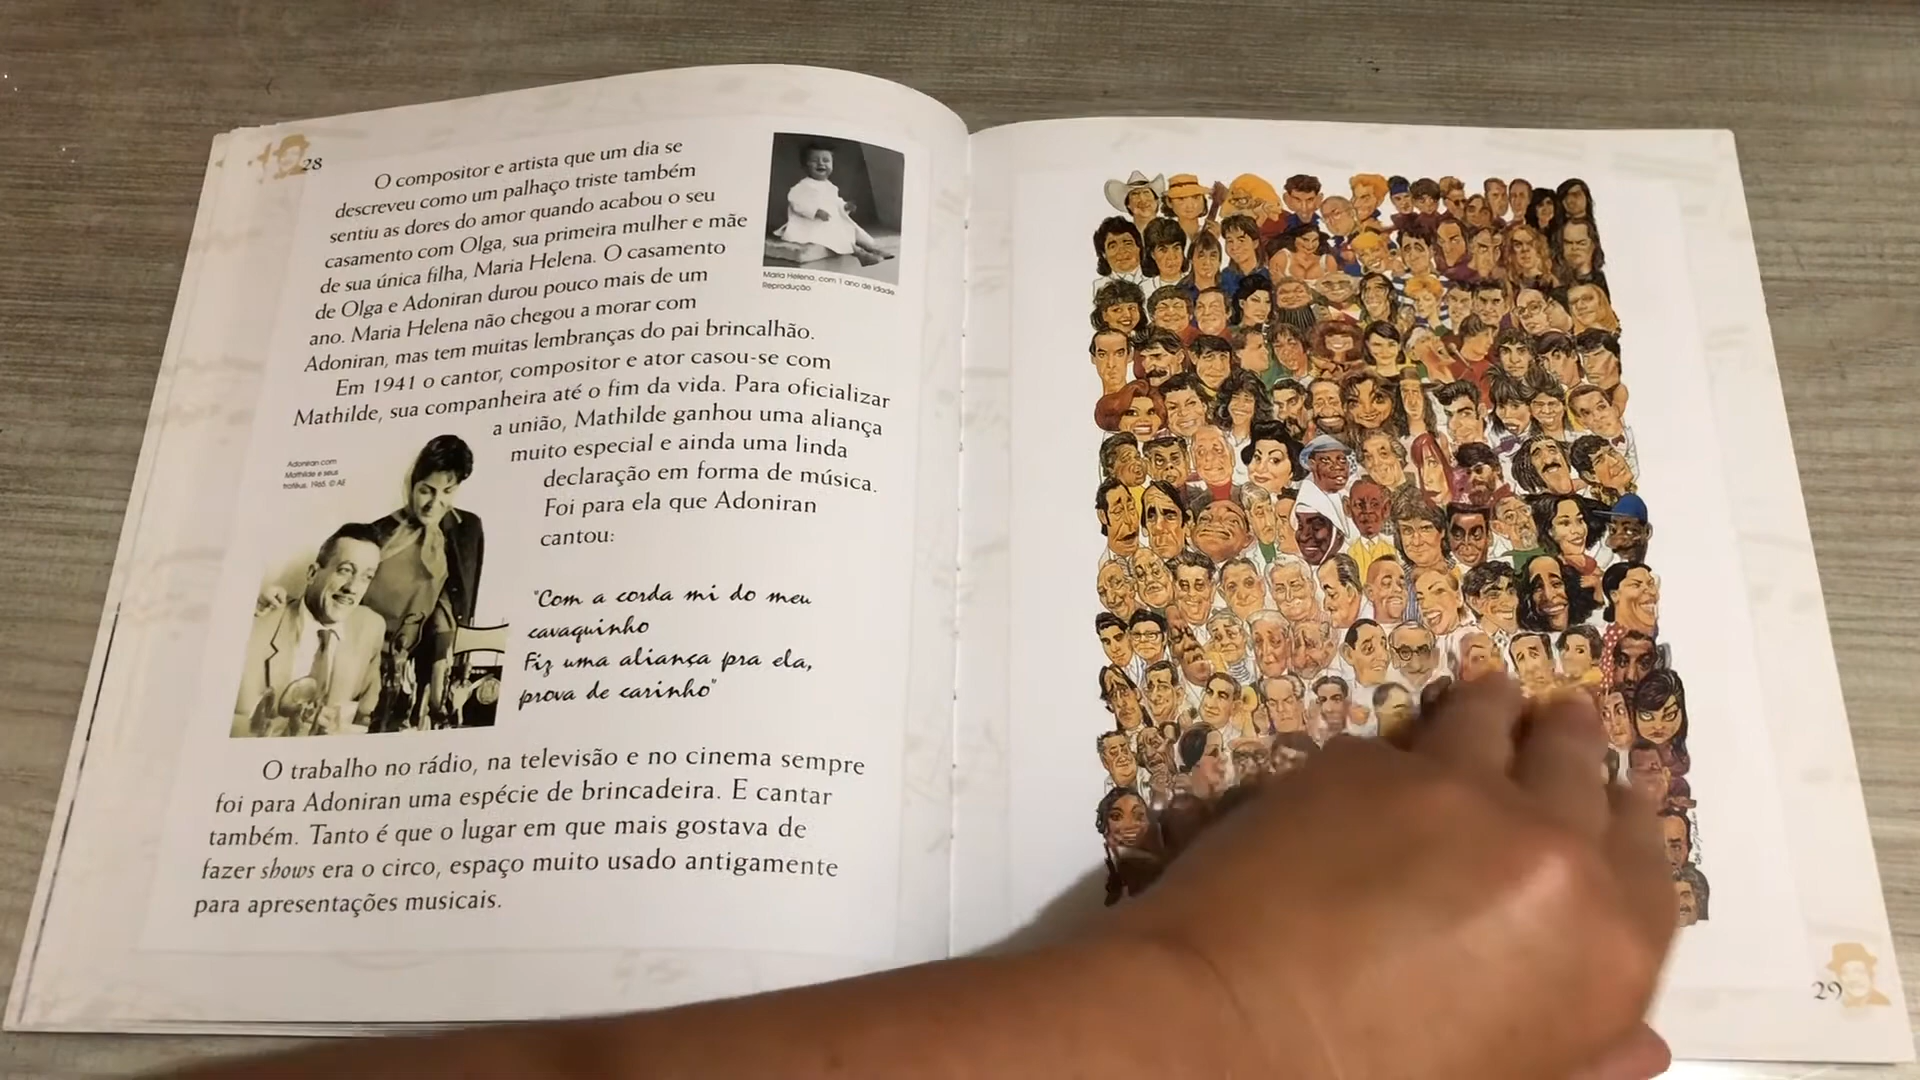 28
O compositor e artista que um dia se
descreveu como um palhaço triste também
sentiu as dores do amor quando acabou o seu
casamento com Olga, sua primeira mulher e mãe
de sua única filha, Maria Helena. O casamento
de Olga e Adoniran durou pouco mais de um
ano. Maria Helena não chegou a morar com
Adoniran, mas tem muitas lembranças do pai brincalhão.
Maria Helena, com 1 ano de idade.
Reprodução
Em 1941 o cantor, compositor e ator casou-se com
Mathilde, sua companheira até o fim da vida. Para oficializar
a união, Mathilde ganhou uma aliança
muito especial e ainda uma linda
declaração em forma de música.
Foi para ela que Adoniran
cantou:
Adoniran com
Mathilde e seus
troféus, 1965. © AE
"Com a corda mi do meu
cavaquinho
Fiz uma aliança pra ela,
prova de carinho"
O trabalho no rádio, na televisão e no cinema sempre
foi para Adoniran uma espécie de brincadeira. E cantar
também. Tanto é que o lugar em que mais gostava de
fazer shows era o circo, espaço muito usado antigamente
para apresentações musicais.
29